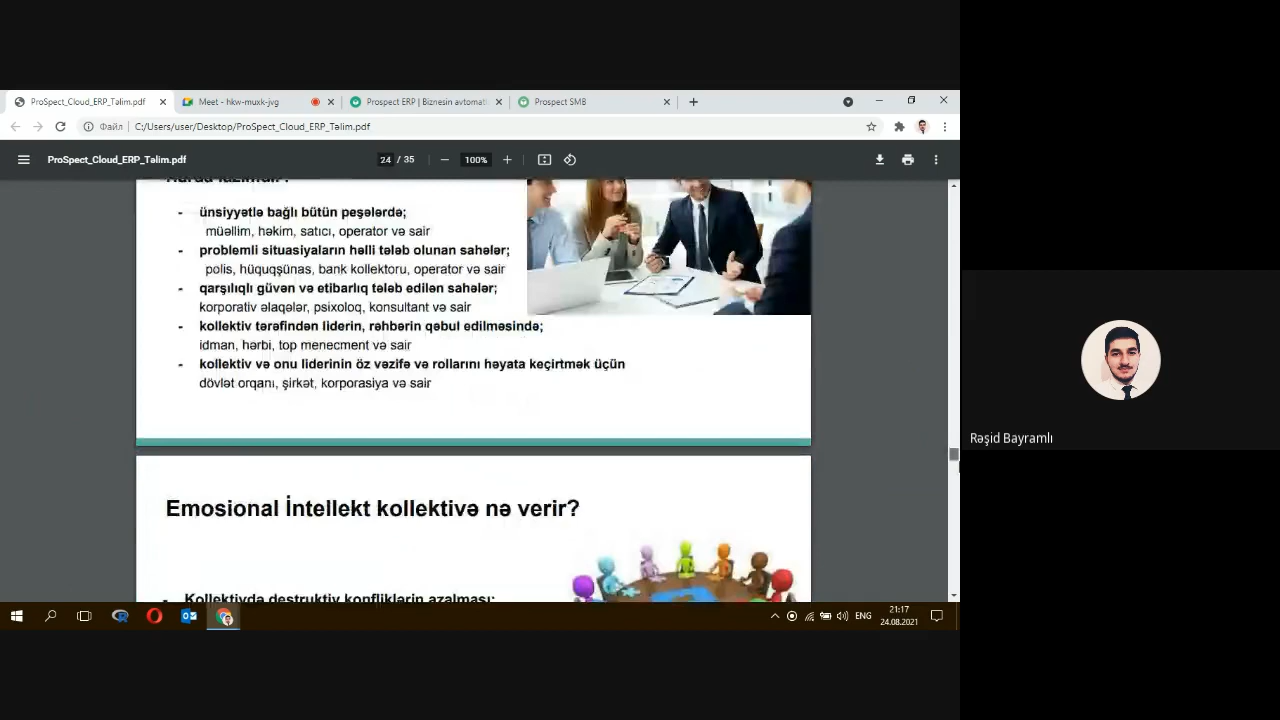 ProSpect_Cloud_ERP_Təlim.pdf
Meet - hkw-muxk-jvg
Prospect ERP | Biznesin avtomati
Prospect SMB
Файл
C:/Users/user/Desktop/ProSpect_Cloud_ERP_Təlim.pdf
ProSpect_Cloud_ERP_Təlim.pdf
24 / 35
100%
- ünsiyyətlə bağlı bütün peşələrdə;
müəllim, həkim, satıcı, operator və sair
- problemli situasiyaların həlli tələb olunan sahələr;
polis, hüquqşünas, bank kollektoru, operator və sair
- qarşılıqlı güvən və etibarlıq tələb edilən sahələr;
korporativ əlaqələr, psixoloq, konsultant və sair
- kollektiv tərəfindən liderin, rəhbərin qəbul edilməsində;
idman, hərbi, top menecment və sair
- kollektiv və onu liderinin öz vəzifə və rollarını həyata keçirtmək üçün
dövlət orqanı, şirkət, korporasiya və sair
Emosional İntellekt kollektivə nə verir?
- Kollektivdə destruktiv konfliklərin azalması;
Rəşid Bayramlı
ENG
21:17
24.08.2021